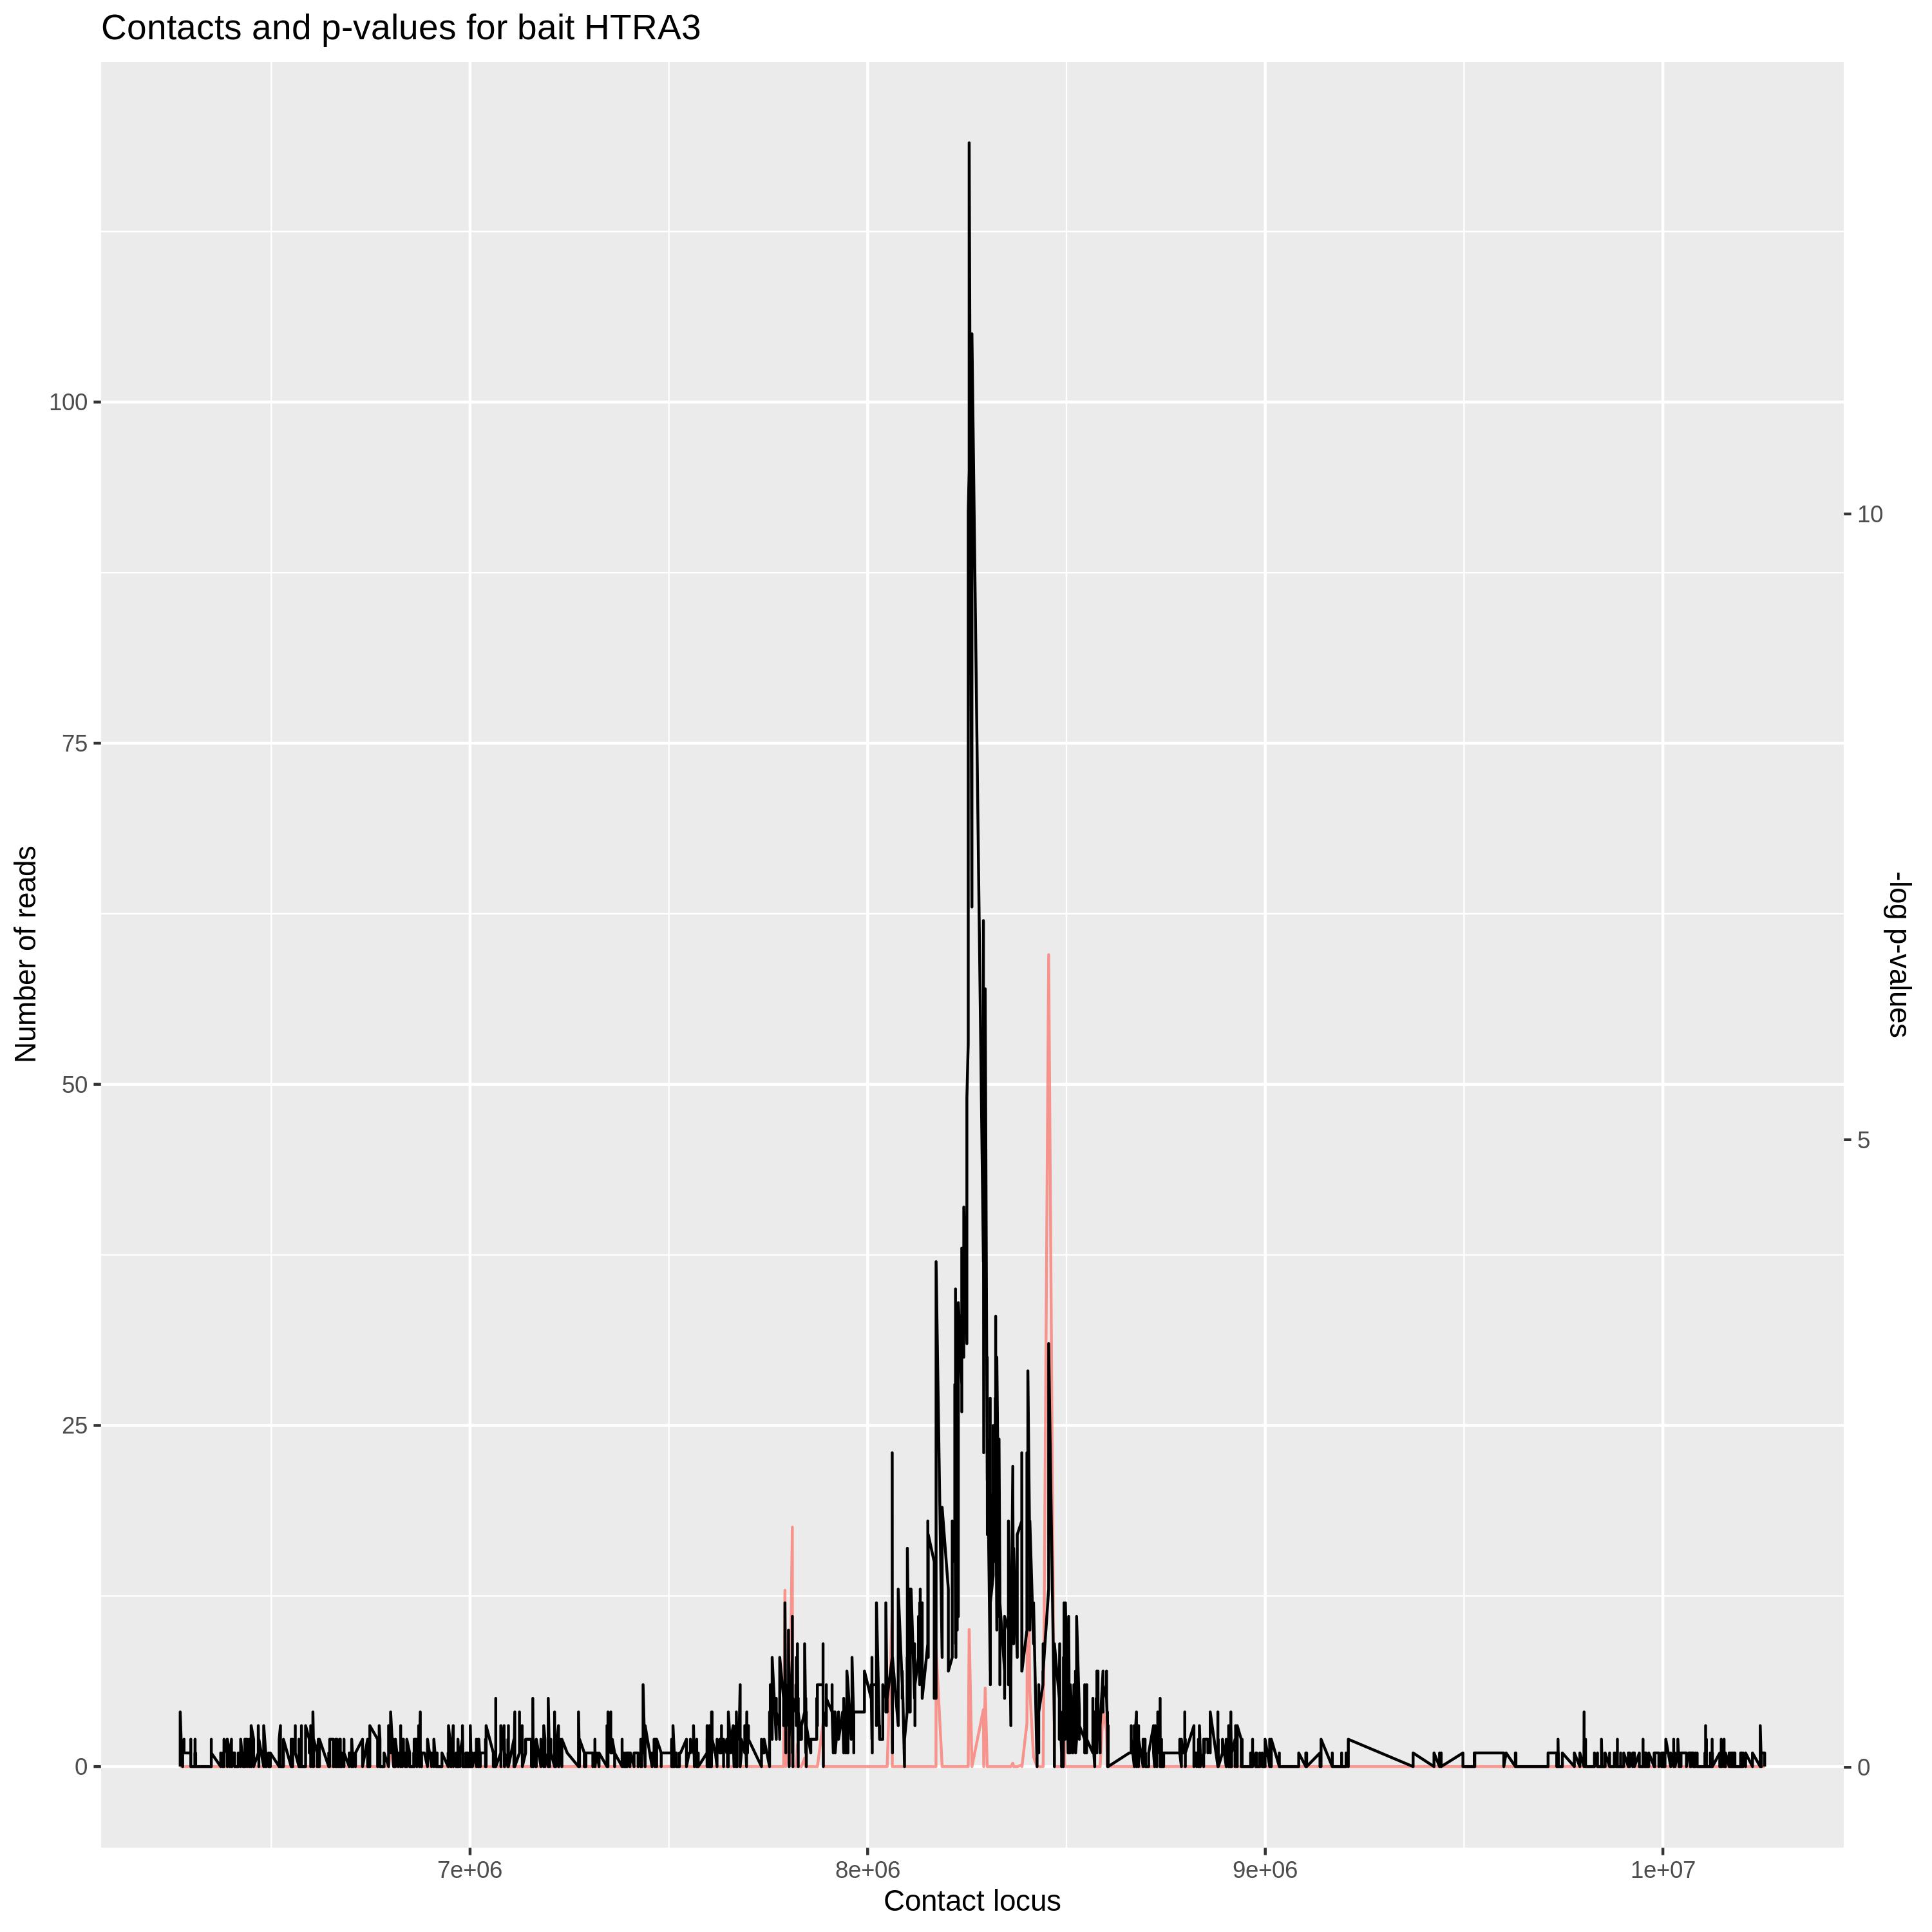 Contacts and p-values for bait HTRA3
Number of reads
100
75
50
25
0
10
5
0
-log p-values
7e+06
8e+06
9e+06
1e+07
Contact locus